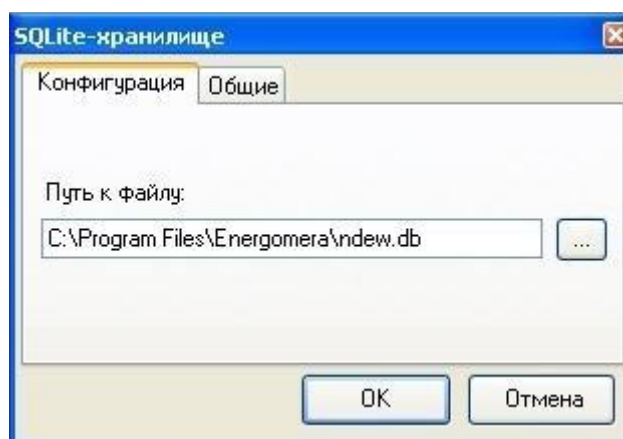 SQLite-хранилище
Конфигурация Общие
Путь к файлу:
C:\Program Files\Energomera\ndew.db ...
OK Отмена